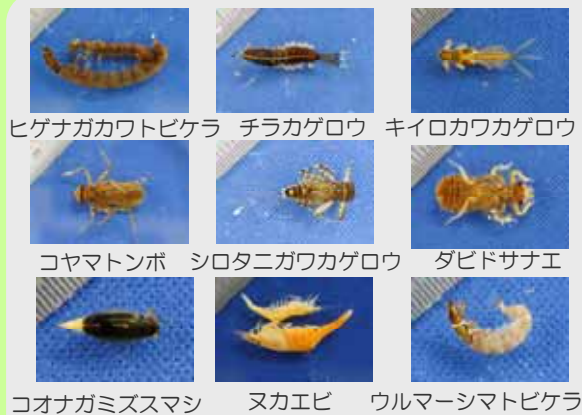 ヒゲナガカワトビケラ チラカゲロウ キイロカワカゲロウ
コヤマトンボ シロタニガワカゲロウ ダビドサナエ
コオナガミズスマシ ヌカエビ ウルマーシマトビケラ